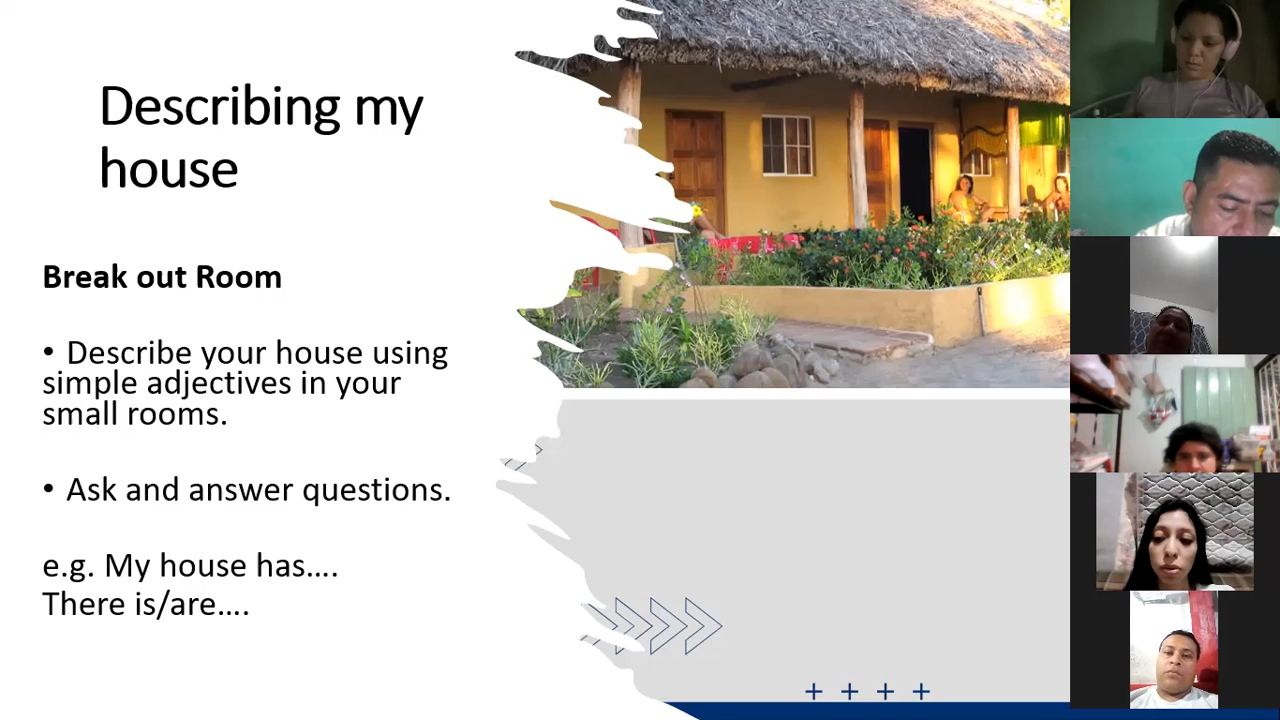 Describing my
house
Break out Room
• Describe your house using
simple adjectives in your
small rooms.
• Ask and answer questions.
e.g. My house has….
There is/are….